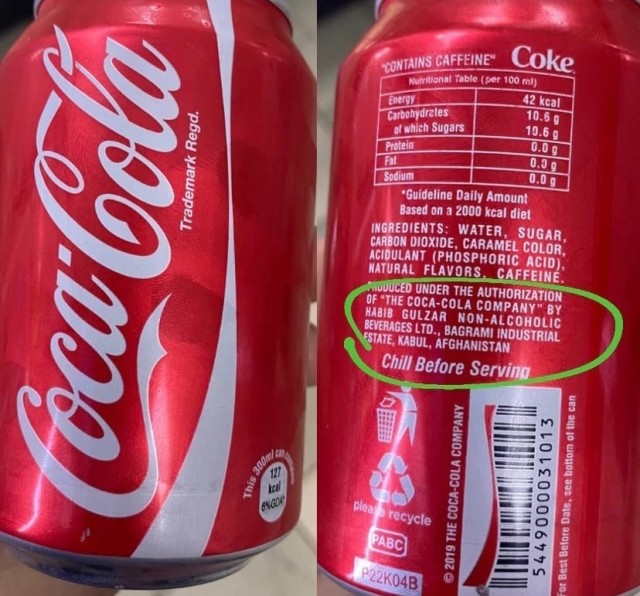 Coca-Cola
Trademark Regd.
This 300ml can
127
kcal
6%GDA*
"CONTAINS CAFFEINE" Coke
Nutritional Table (per 100 ml)
Energy 42 kcal
Carbohydrates 10.6 g
of which Sugars 10.6 g
Protein 0.0 g
Fat 0.0 g
Sodium 0.0 g
*Guideline Daily Amount
Based on a 2000 kcal diet
INGREDIENTS: WATER, SUGAR,
CARBON DIOXIDE, CARAMEL COLOR,
ACIDULANT (PHOSPHORIC ACID),
NATURAL FLAVORS, CAFFEINE.
PRODUCED UNDER THE AUTHORIZATION
OF "THE COCA-COLA COMPANY" BY
HABIB GULZAR NON-ALCOHOLIC
BEVERAGES LTD., BAGRAMI INDUSTRIAL
ESTATE, KABUL, AFGHANISTAN
Chill Before Serving
please recycle
PABC
P22K04B
© 2019 THE COCA-COLA COMPANY
5449000031013
For Best Before Date, see bottom of the can